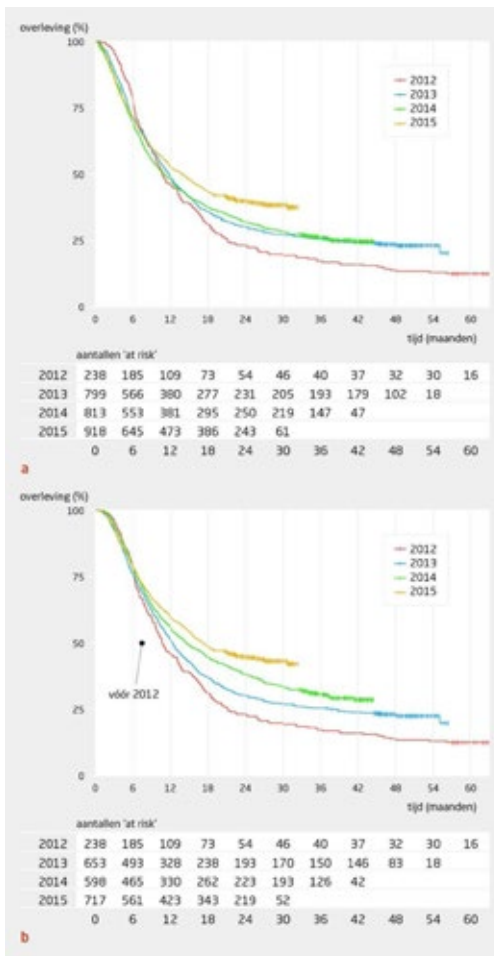 overleving (%)
100
75
50
25
0
2012
2013
2014
2015
0 6 12 18 24 30 36 42 48 54 60
tijd (maanden)
aantallen 'at risk'
2012 238 185 109 73 54 46 40 37 32 30 16
2013 799 566 380 277 231 205 193 179 102 18
2014 813 553 381 295 250 219 147 47
2015 918 645 473 386 243 61
0 6 12 18 24 30 36 42 48 54 60
a
overleving (%)
100
75
50
25
0
2012
2013
2014
2015
vóór 2012
0 6 12 18 24 30 36 42 48 54 60
tijd (maanden)
aantallen 'at risk'
2012 238 185 109 73 54 46 40 37 32 30 16
2013 653 493 328 238 193 170 150 146 83 18
2014 598 465 330 262 223 193 126 42
2015 717 561 423 343 219 52
0 6 12 18 24 30 36 42 48 54 60
b